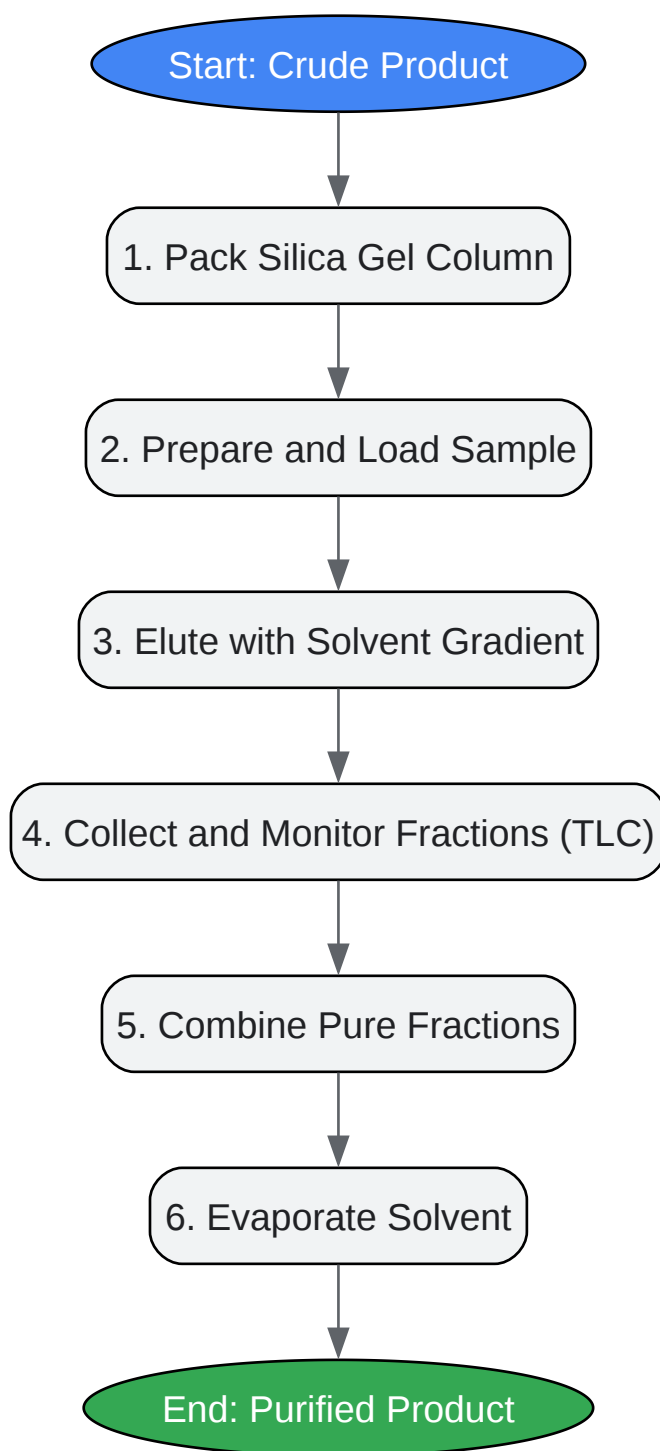 Start: Crude Product
1. Pack Silica Gel Column
2. Prepare and Load Sample
3. Elute with Solvent Gradient
4. Collect and Monitor Fractions (TLC)
5. Combine Pure Fractions
6. Evaporate Solvent
End: Purified Product